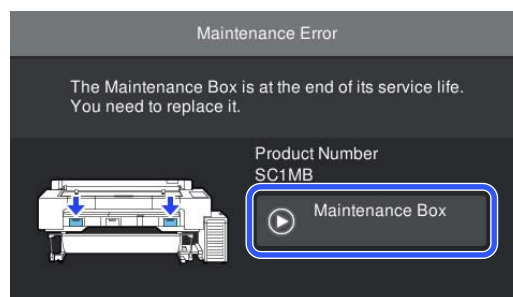 Maintenance Error
The Maintenance Box is at the end of its service life.
You need to replace it.
Product Number
SC1MB
Maintenance Box